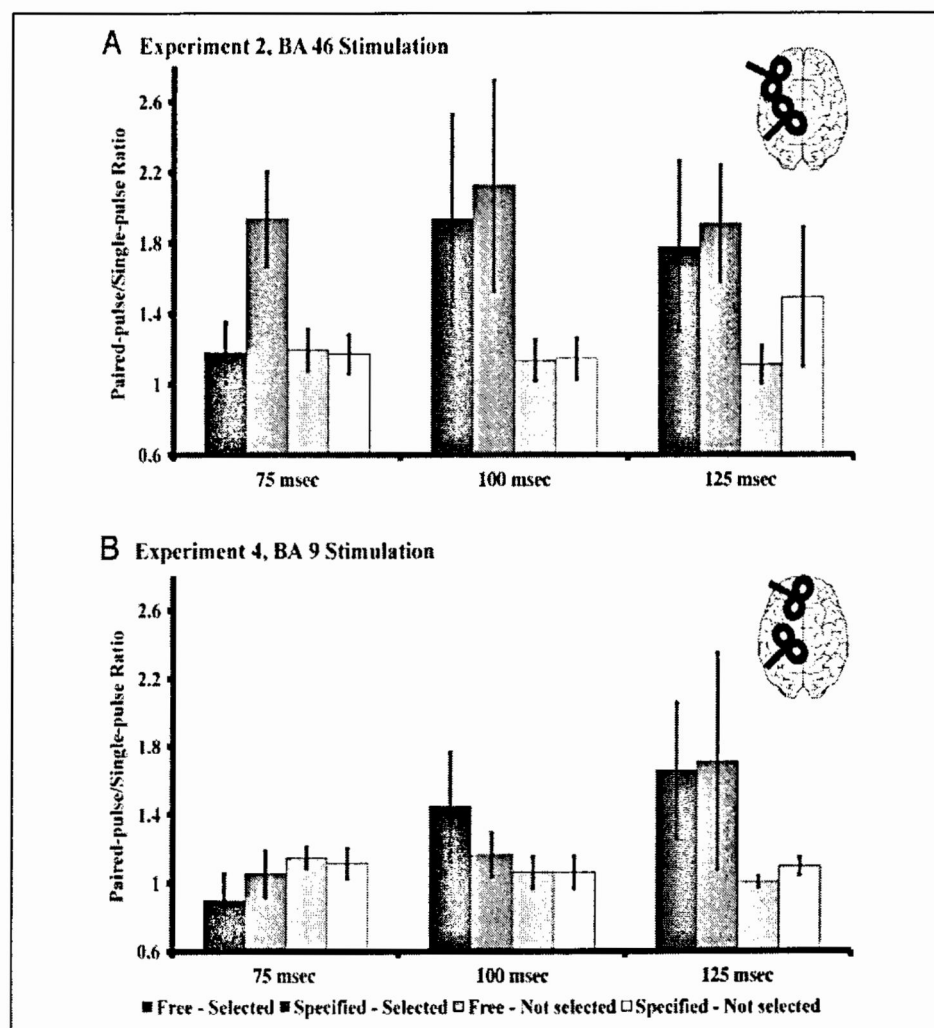 A Experiment 2, BA 46 Stimulation
Paired-pulse/Single-pulse Ratio
2.6
2.2
1.8
1.4
1
0.6
75 msec 100 msec 125 msec
B Experiment 4, BA 9 Stimulation
Paired-pulse/Single-pulse Ratio
2.6
2.2
1.8
1.4
1
0.6
75 msec 100 msec 125 msec
Free - Selected Specified - Selected Free - Not selected Specified - Not selected